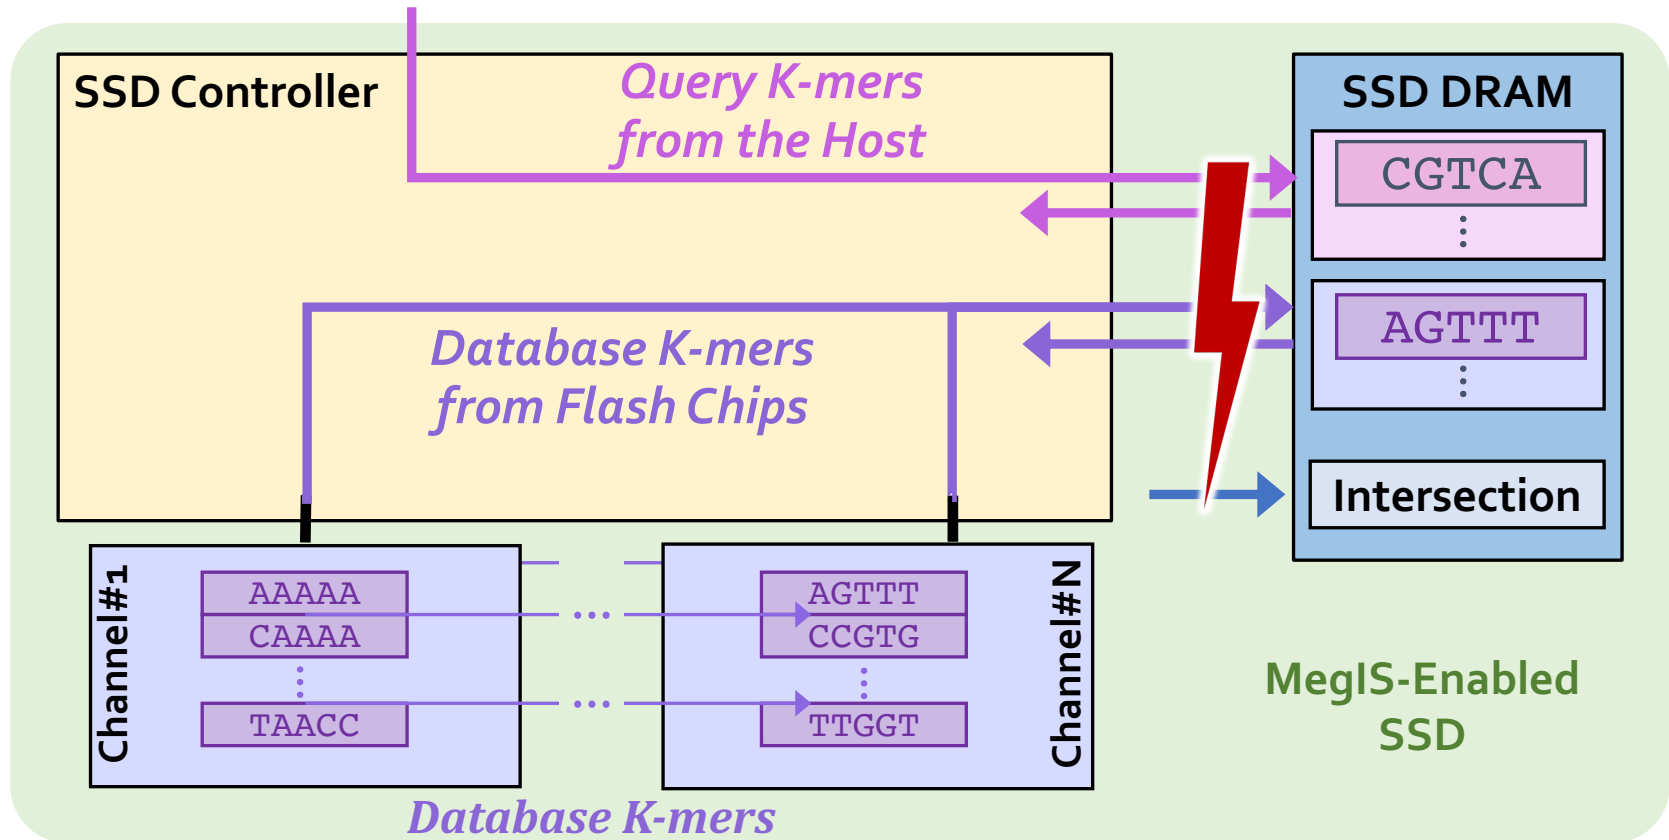 SSD Controller
Query K-mers
from the Host
SSD DRAM
CGTCA
⋮
Database K-mers
from Flash Chips
AGTTT
⋮
Intersection
Channel#1
AAAAA
CAAAA
⋮
TAACC
...
...
AGTTT
CCGTG
⋮
TTGGT
Channel#N
Database K-mers
MegIS-Enabled
SSD